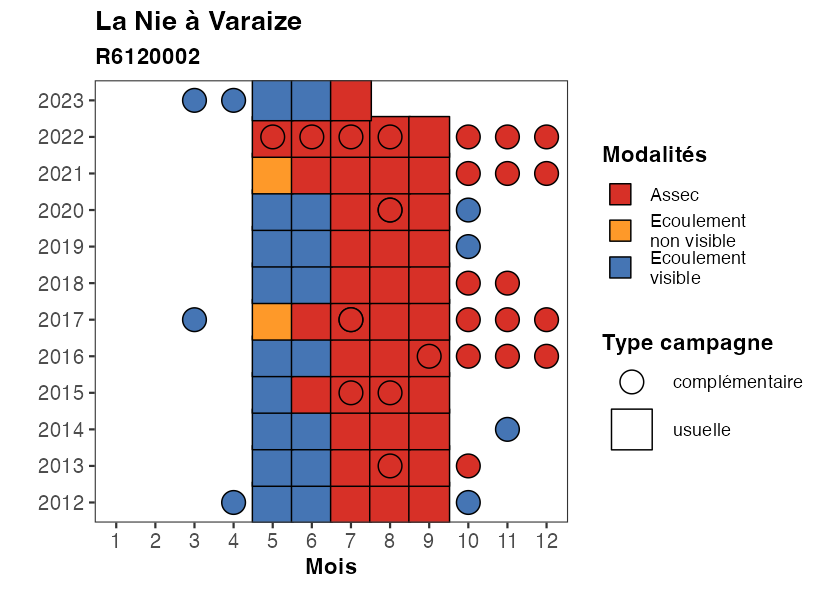 La Nie à Varaize
R6120002
2023
2022
2021
2020
2019
2018
2017
2016
2015
2014
2013
2012
1 2 3 4 5 6 7 8 9 10 11 12
Mois
Modalités
Assec
Ecoulement
non visible
Ecoulement
visible
Type campagne
complémentaire
usuelle